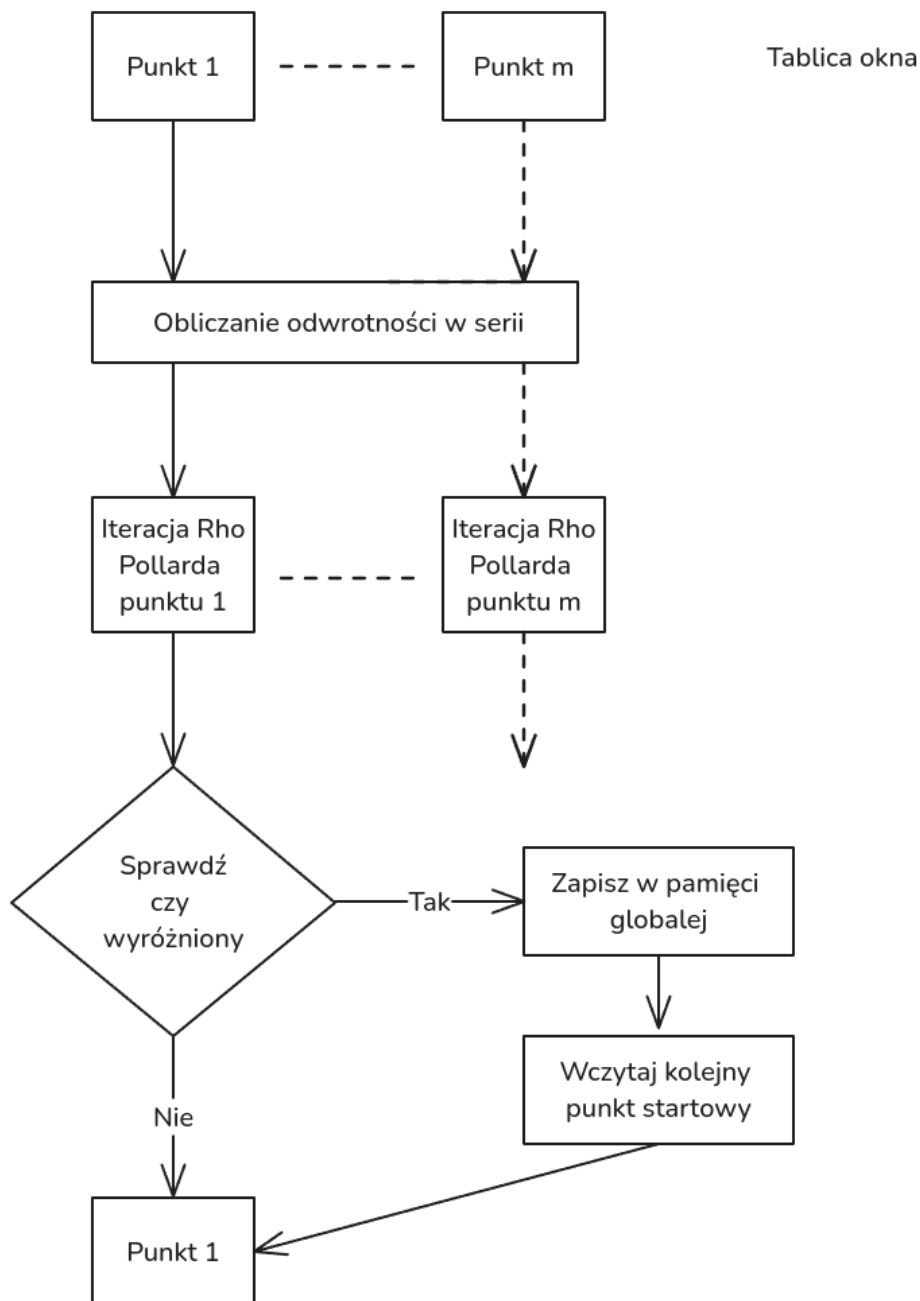 Punkt 1
Punkt m
Tablica okna
Obliczanie odwrotności w serii
Iteracja Rho
Pollarda
punktu 1
Iteracja Rho
Pollarda
punktu m
Sprawdź
czy
wyróżniony
Tak
Zapisz w pamięci
globalej
Wczytaj kolejny
punkt startowy
Nie
Punkt 1